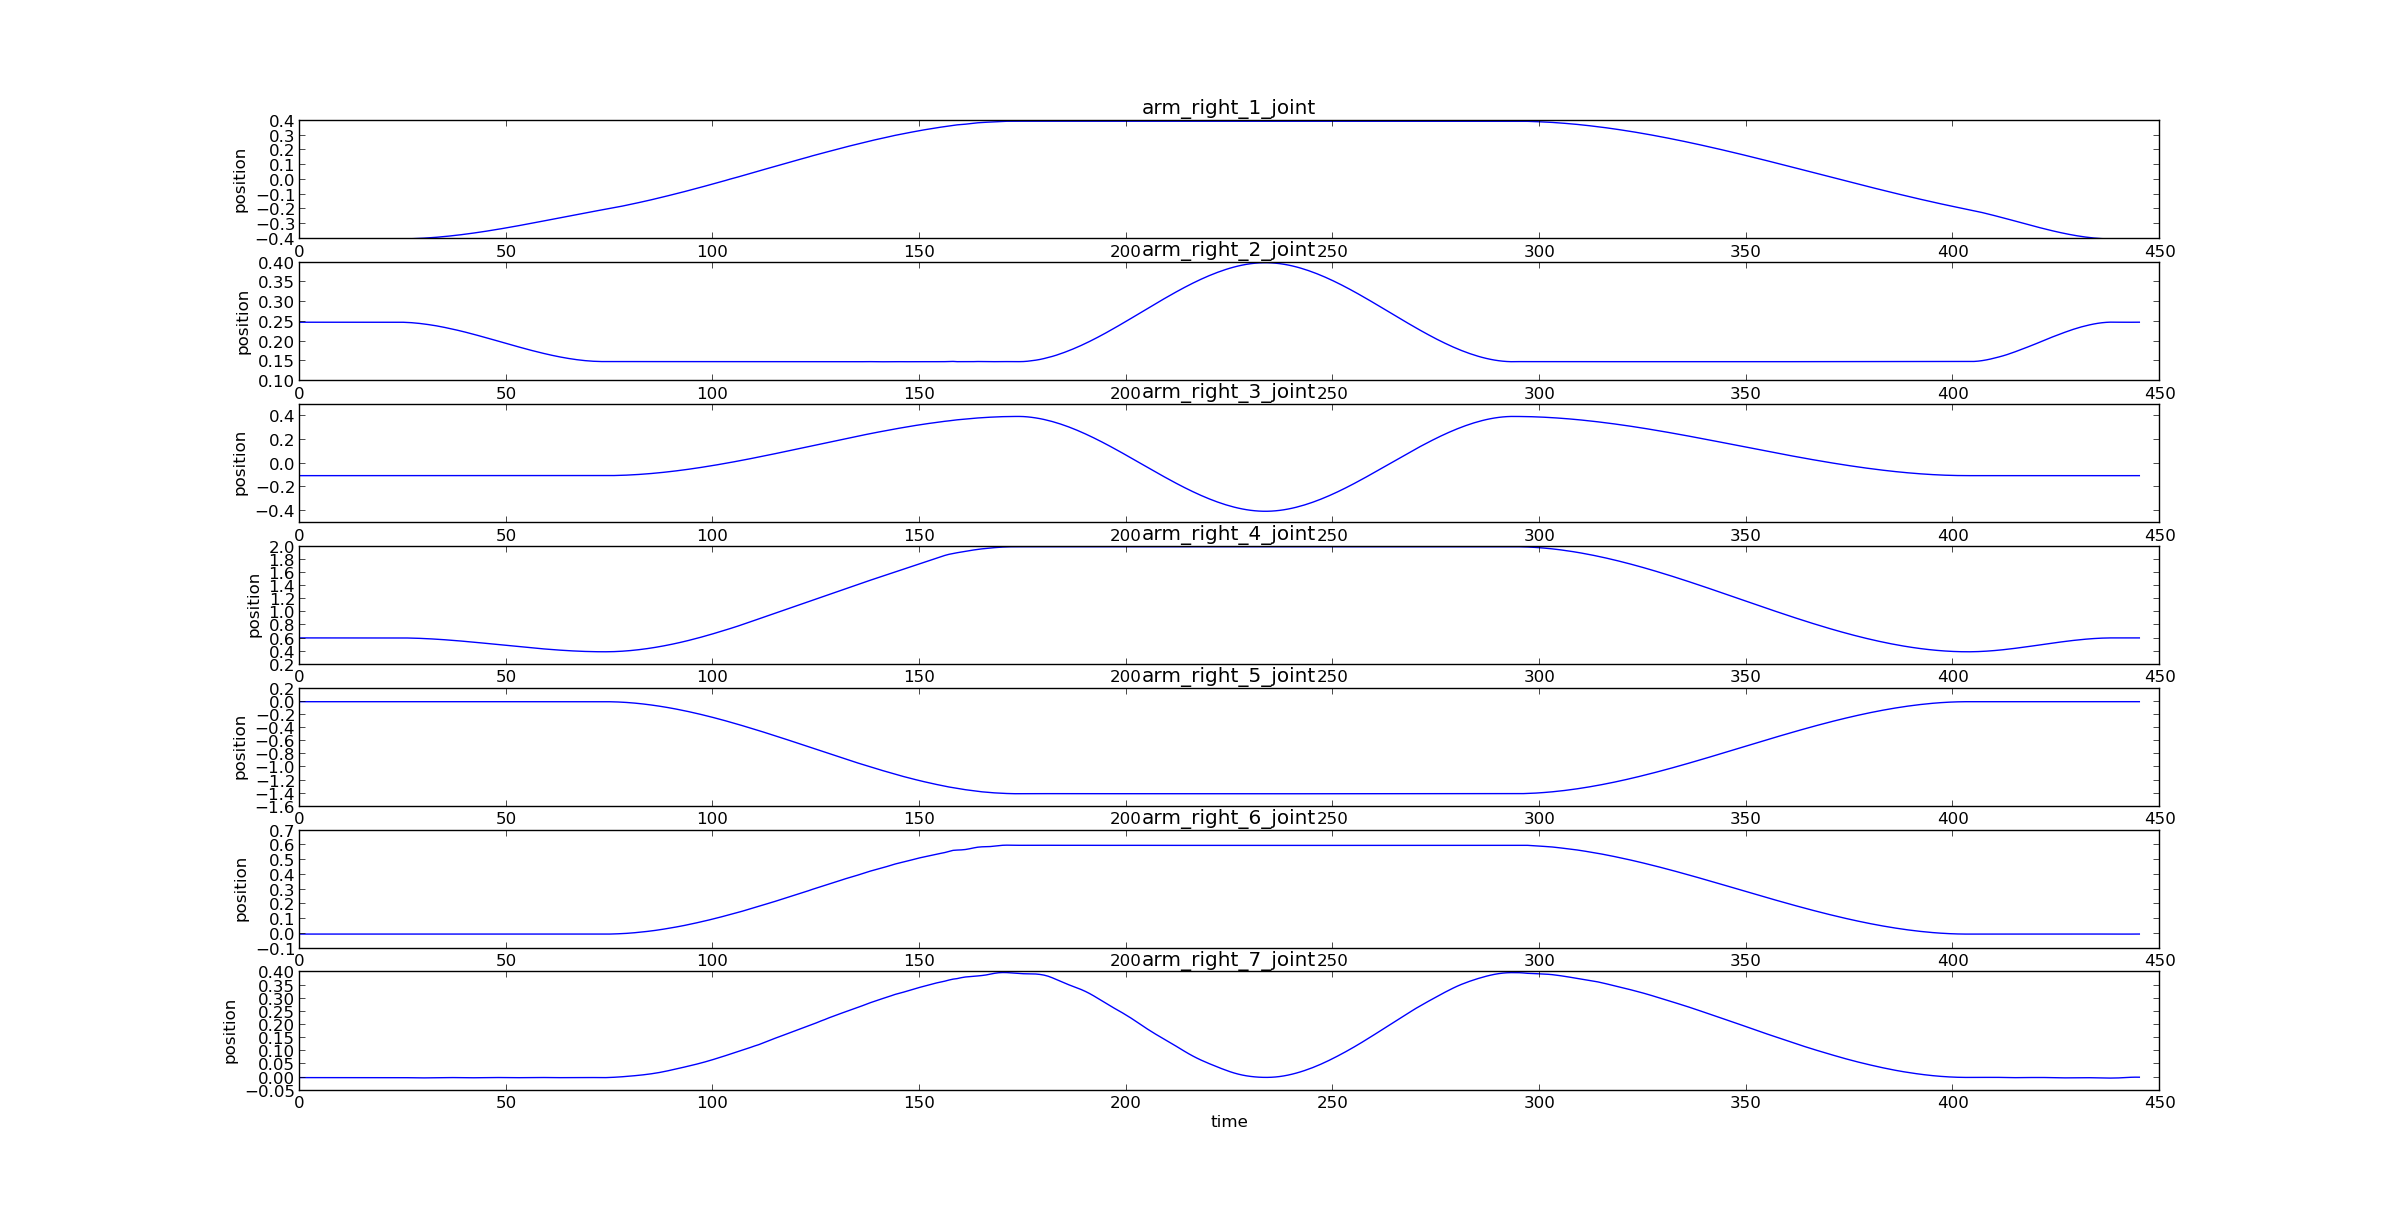 arm_right_1_joint
0.4
0.3
0.2
0.1
0.0
−0.1
−0.2
−0.3
−0.4
position
0 50 100 150 200 250 300 350 400 450
arm_right_2_joint
0.40
0.35
0.30
0.25
0.20
0.15
0.10
position
0 50 100 150 200 250 300 350 400 450
arm_right_3_joint
0.4
0.2
0.0
−0.2
−0.4
position
0 50 100 150 200 250 300 350 400 450
arm_right_4_joint
2.0
1.8
1.6
1.4
1.2
1.0
0.8
0.6
0.4
0.2
position
0 50 100 150 200 250 300 350 400 450
arm_right_5_joint
0.2
0.0
−0.2
−0.4
−0.6
−0.8
−1.0
−1.2
−1.4
−1.6
position
0 50 100 150 200 250 300 350 400 450
arm_right_6_joint
0.7
0.6
0.5
0.4
0.3
0.2
0.1
0.0
−0.1
position
0 50 100 150 200 250 300 350 400 450
arm_right_7_joint
0.40
0.35
0.30
0.25
0.20
0.15
0.10
0.05
0.00
−0.05
position
0 50 100 150 200 250 300 350 400 450
time